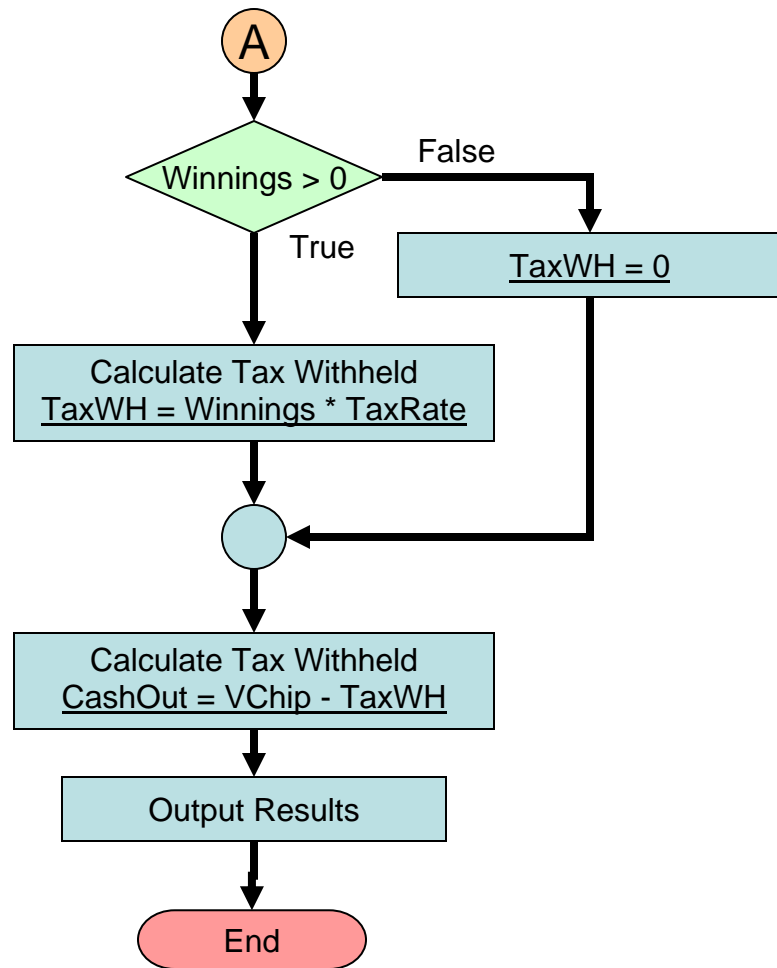 A
Winnings > 0
False
True
TaxWH = 0
Calculate Tax Withheld
TaxWH = Winnings * TaxRate
Calculate Tax Withheld
CashOut = VChip - TaxWH
Output Results
End